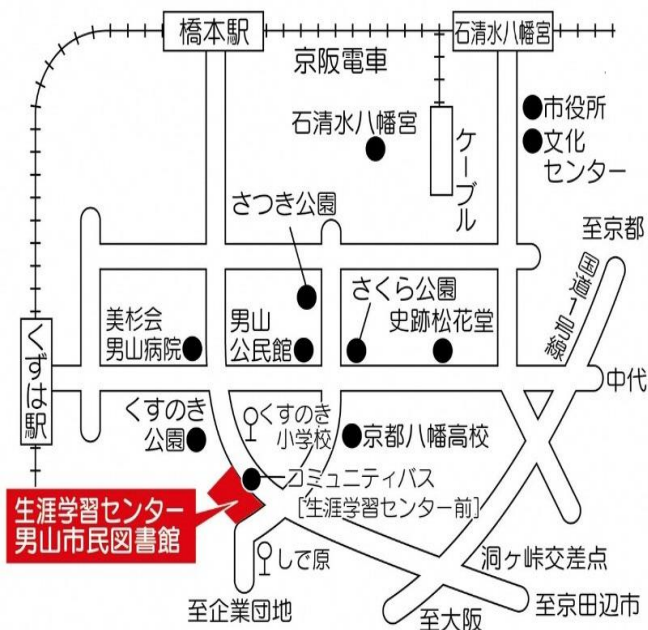 橋本駅
石清水八幡宮
京阪電車
市役所
文化
センター
石清水八幡宮
ケーブル
さつき公園
至京都
国道1号線
さくら公園
史跡松花堂
美杉会
男山病院
男山
公民館
くずは駅
中代
くすのき
公園
くすのき
小学校
京都八幡高校
コミュニティバス
[生涯学習センター前]
生涯学習センター
男山市民図書館
しで原
洞ヶ峠交差点
至企業団地
至大阪
至京田辺市